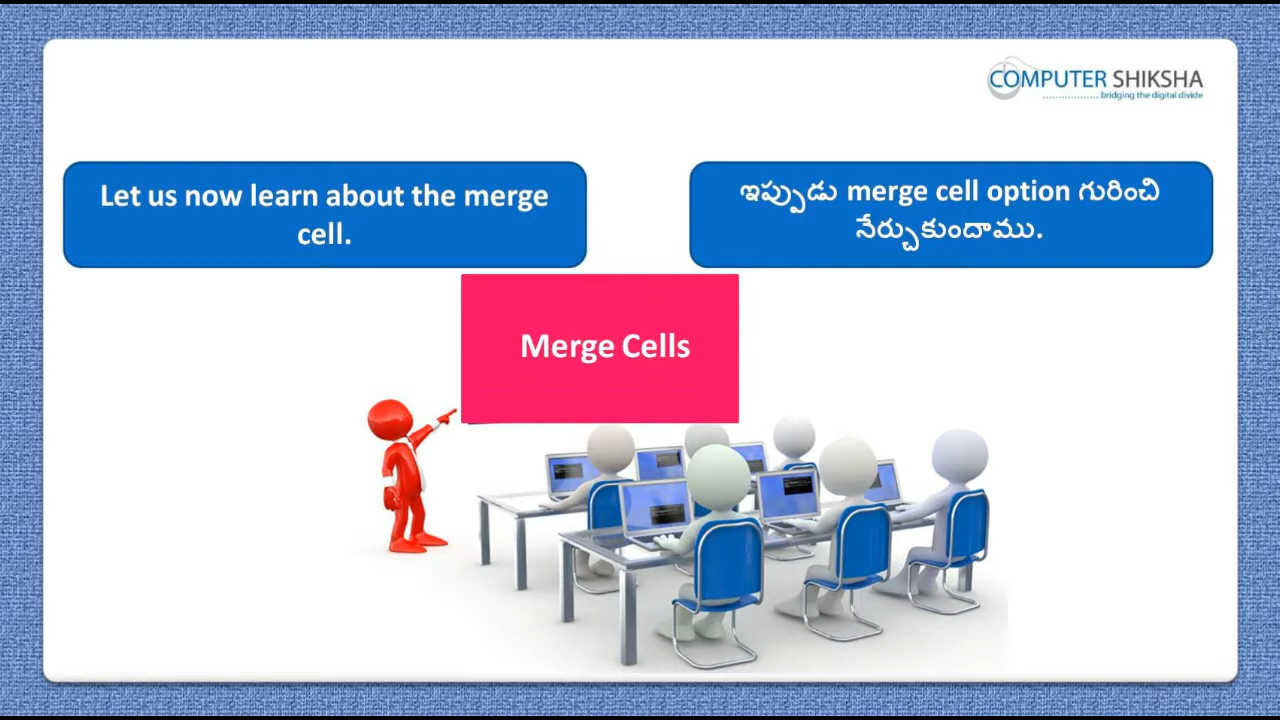 COMPUTER SHIKSHA
bridging the digital divide
Let us now learn about the merge
cell.
ఇప్పుడు merge cell option గురించి
నేర్చుకుందాము.
Merge Cells